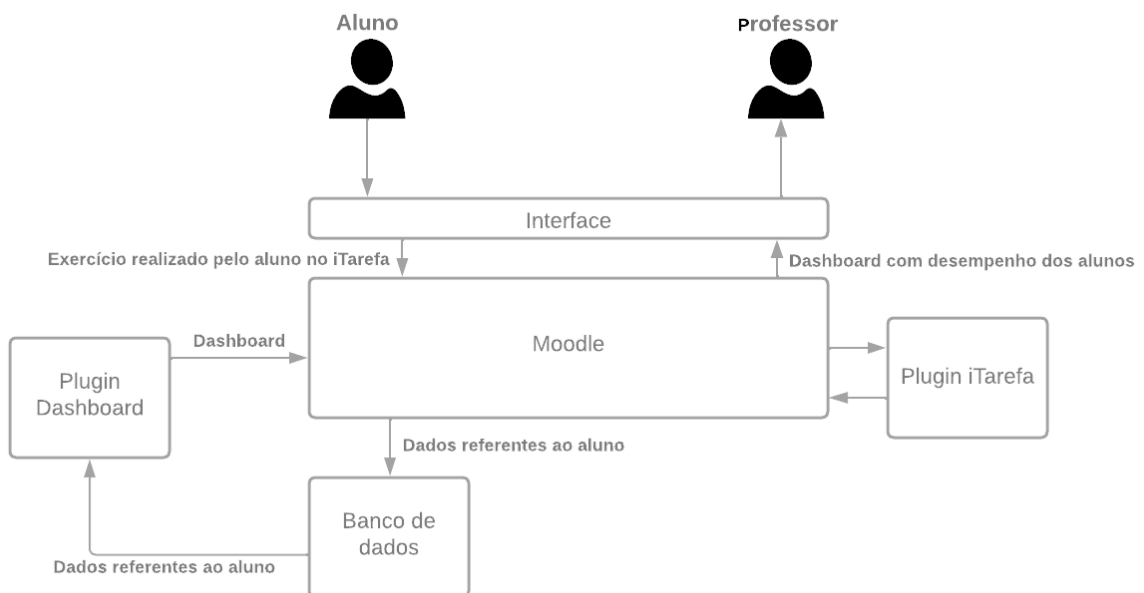 Aluno
Professor
Interface
Exercício realizado pelo aluno no iTarefa
Dashboard com desempenho dos alunos
Moodle
Dashboard
Plugin
Dashboard
Plugin iTarefa
Dados referentes ao aluno
Banco de
dados
Dados referentes ao aluno